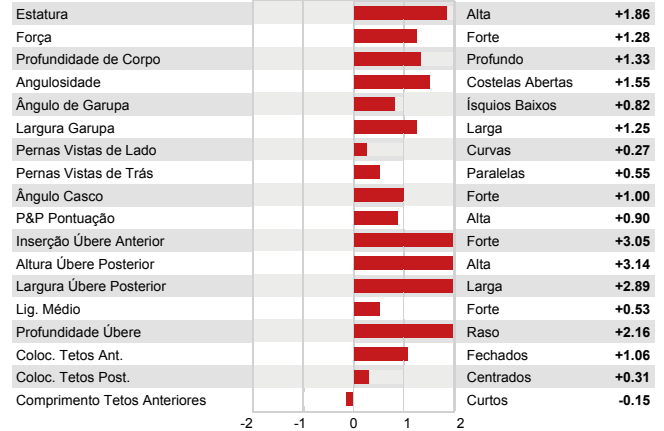 Estatura Alta +1.86
Força Forte +1.28
Profundidade de Corpo Profundo +1.33
Angulosidade Costelas Abertas +1.55
Ângulo de Garupa Ísquios Baixos +0.82
Largura Garupa Larga +1.25
Pernas Vistas de Lado Curvas +0.27
Pernas Vistas de Trás Paralelas +0.55
Ângulo Casco Forte +1.00
P&P Pontuação Alta +0.90
Inserção Úbere Anterior Forte +3.05
Altura Úbere Posterior Alta +3.14
Largura Úbere Posterior Larga +2.89
Lig. Médio Forte +0.53
Profundidade Úbere Raso +2.16
Coloc. Tetos Ant. Fechados +1.06
Coloc. Tetos Post. Centrados +0.31
Comprimento Tetos Anteriores Curtos -0.15
-2 -1 0 1 2